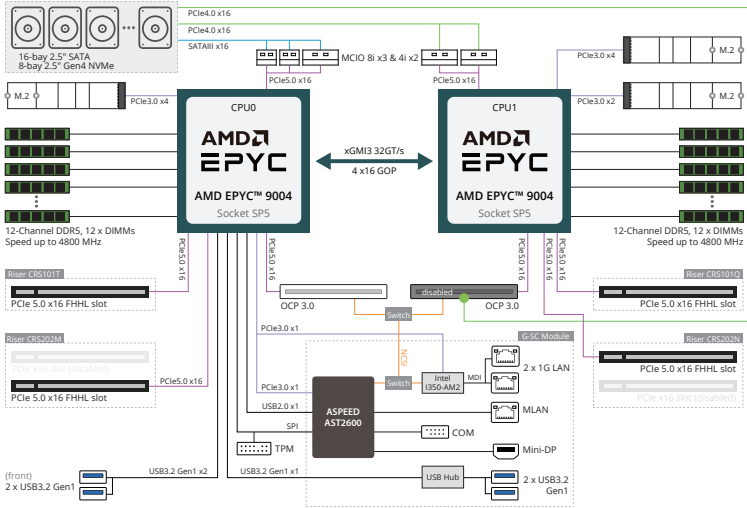 PCIe4.0 x16
PCIe4.0 x16
SATAIII x16
16-bay 2.5" SATA
8-bay 2.5" Gen4 NVMe
MCIO 8i x3 & 4i x2
PCIe3.0 x4
M.2
PCIe5.0 x16
PCIe5.0 x16
M.2
PCIe3.0 x4
PCIe3.0 x2
M.2
CPU0
AMD
EPYC
AMD EPYC™ 9004
Socket SP5
xGMI3 32GT/s
4 x16 GOP
CPU1
AMD
EPYC
AMD EPYC™ 9004
Socket SP5
12-Channel DDR5, 12 x DIMMs
Speed up to 4800 MHz
12-Channel DDR5, 12 x DIMMs
Speed up to 4800 MHz
PCIe5.0 x16
PCIe5.0 x16
PCIe5.0 x16
PCIe5.0 x16
PCIe5.0 x16
PCIe5.0 x16
Riser CRS101T
PCIe 5.0 x16 FHHL slot
OCP 3.0
disabled
OCP 3.0
Riser CRS101Q
PCIe 5.0 x16 FHHL slot
Switch
PCIe3.0 x1
NCSI
G-SC Module
Riser CRS202M
PCIe x16 slot (disabled)
PCIe 5.0 x16 FHHL slot
PCIe5.0 x16
Riser CRS202N
PCIe 5.0 x16 FHHL slot
PCIe x16 slot (disabled)
PCIe3.0 x1
Switch
Intel
I350-AM2
MDI
2 x 1G LAN
USB2.0 x1
ASPEED
AST2600
MLAN
SPI
TPM
COM
Mini-DP
(front)
2 x USB3.2 Gen1
USB3.2 Gen1 x2
USB3.2 Gen1 x1
USB Hub
2 x USB3.2
Gen1